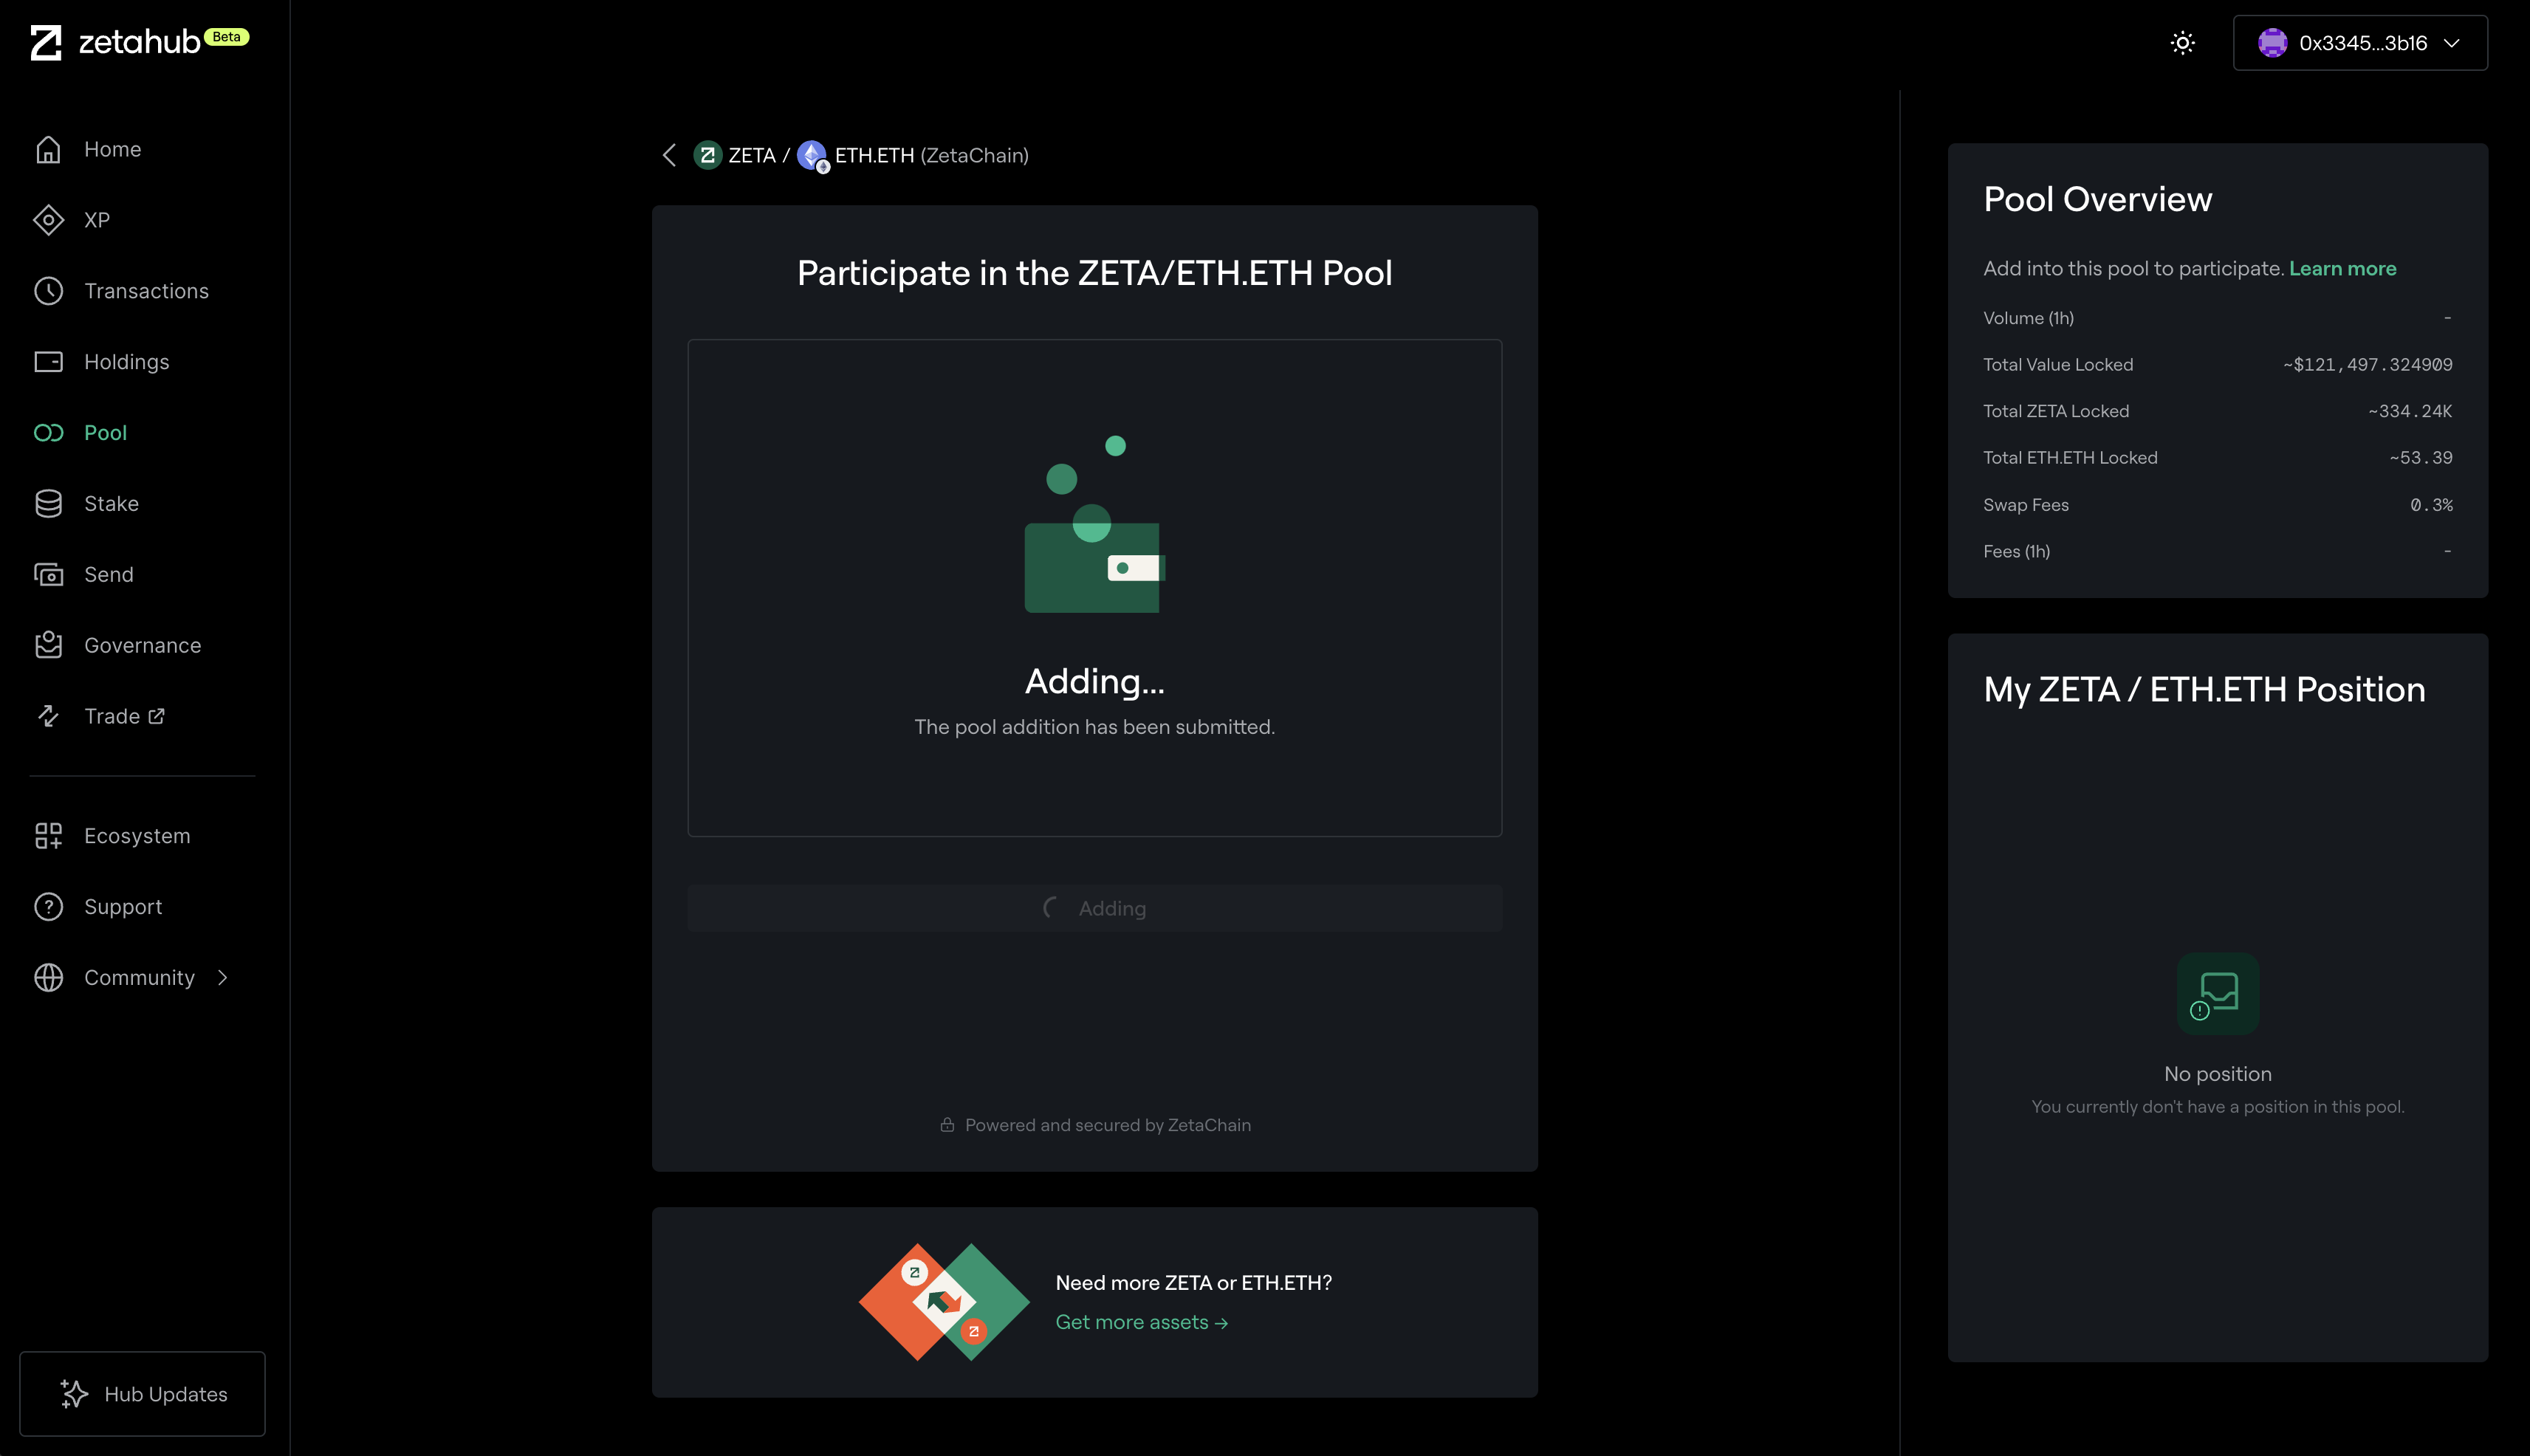 zetahub Beta
0x3345...3b16
Home
XP
Transactions
Holdings
Pool
Stake
Send
Governance
Trade
Ecosystem
Support
Community
Hub Updates
ZETA / ETH.ETH (ZetaChain)
Participate in the ZETA/ETH.ETH Pool
Adding...
The pool addition has been submitted.
Adding
Powered and secured by ZetaChain
Need more ZETA or ETH.ETH?
Get more assets →
Pool Overview
Add into this pool to participate. Learn more
Volume (1h) -
Total Value Locked ~$121,497.324909
Total ZETA Locked ~334.24K
Total ETH.ETH Locked ~53.39
Swap Fees 0.3%
Fees (1h) -
My ZETA / ETH.ETH Position
No position
You currently don't have a position in this pool.